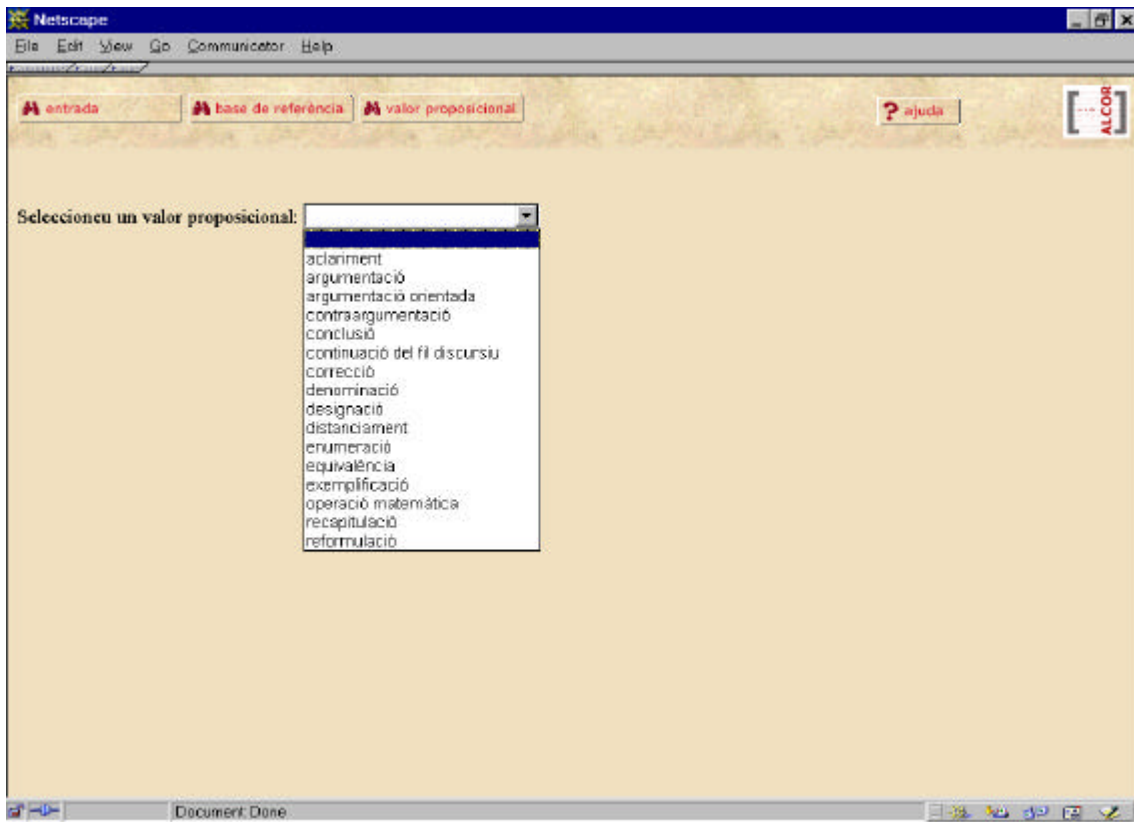 Netscape
File Edit View Go Communicator Help
entrada base de referència valor proposicional ajuda ALCOR
Seleccioneu un valor proposicional:
aclariment
argumentació
argumentació orientada
contraargumentació
conclusió
continuació del fil discursiu
correcció
denominació
designació
distanciament
enumeració
equivalència
exemplificació
operació matemàtica
recapitulació
reformulació
Document: Done